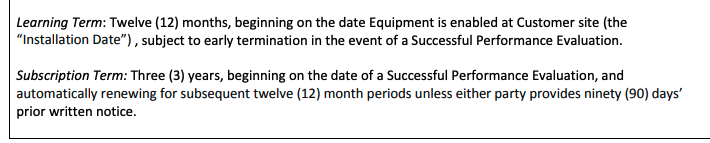 Learning Term: Twelve (12) months, beginning on the date Equipment is enabled at Customer site (the
“Installation Date”) , subject to early termination in the event of a Successful Performance Evaluation.
Subscription Term: Three (3) years, beginning on the date of a Successful Performance Evaluation, and
automatically renewing for subsequent twelve (12) month periods unless either party provides ninety (90) days’
prior written notice.